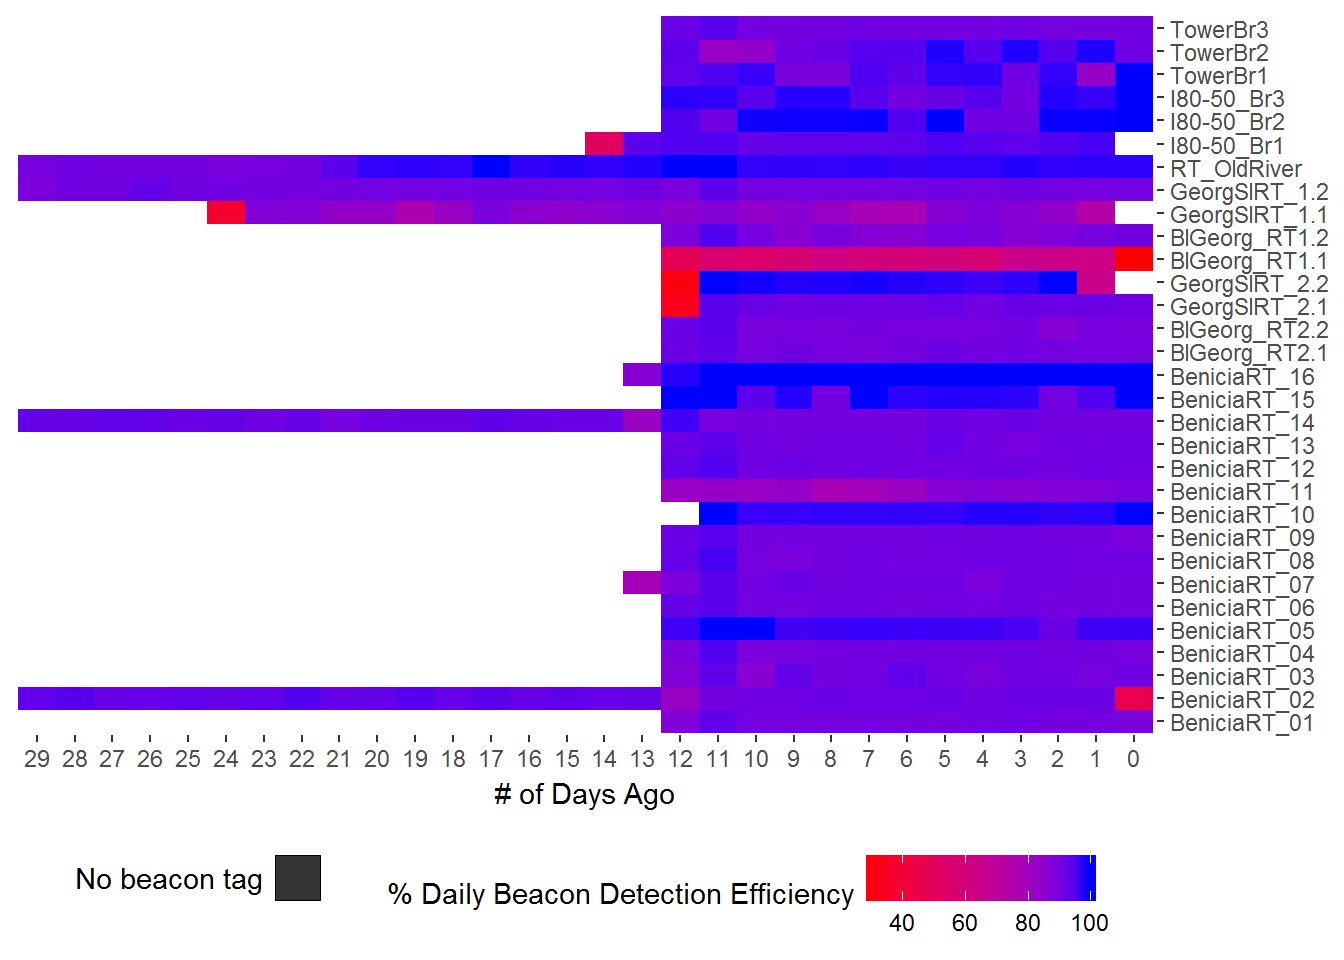 TowerBr3
TowerBr2
TowerBr1
I80-50_Br3
I80-50_Br2
I80-50_Br1
RT_OldRiver
GeorgSlRT_1.2
GeorgSlRT_1.1
BlGeorg_RT1.2
BlGeorg_RT1.1
GeorgSlRT_2.2
GeorgSlRT_2.1
BlGeorg_RT2.2
BlGeorg_RT2.1
BeniciaRT_16
BeniciaRT_15
BeniciaRT_14
BeniciaRT_13
BeniciaRT_12
BeniciaRT_11
BeniciaRT_10
BeniciaRT_09
BeniciaRT_08
BeniciaRT_07
BeniciaRT_06
BeniciaRT_05
BeniciaRT_04
BeniciaRT_03
BeniciaRT_02
BeniciaRT_01
29 28 27 26 25 24 23 22 21 20 19 18 17 16 15 14 13 12 11 10 9 8 7 6 5 4 3 2 1 0
# of Days Ago
No beacon tag
% Daily Beacon Detection Efficiency
40 60 80 100